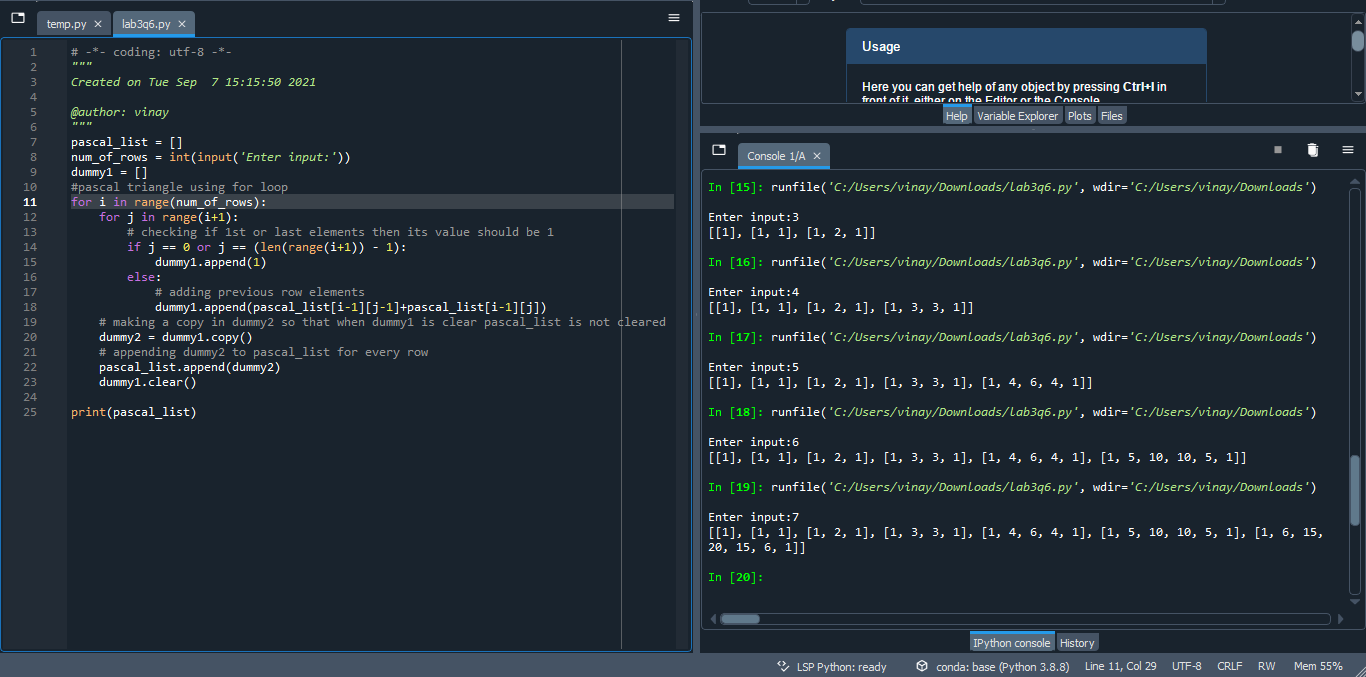 temp.py × lab3q6.py ×
1 # -*- coding: utf-8 -*-
2 """
3 Created on Tue Sep  7 15:15:50 2021
4
5 @author: vinay
6 """
7 pascal_list = []
8 num_of_rows = int(input('Enter input:'))
9 dummy1 = []
10 #pascal triangle using for loop
11 for i in range(num_of_rows):
12     for j in range(i+1):
13         # checking if 1st or last elements then its value should be 1
14         if j == 0 or j == (len(range(i+1)) - 1):
15             dummy1.append(1)
16         else:
17             # adding previous row elements
18             dummy1.append(pascal_list[i-1][j-1]+pascal_list[i-1][j])
19     # making a copy in dummy2 so that when dummy1 is clear pascal_list is not cleared
20     dummy2 = dummy1.copy()
21     # appending dummy2 to pascal_list for every row
22     pascal_list.append(dummy2)
23     dummy1.clear()
24
25 print(pascal_list)
Usage
Here you can get help of any object by pressing Ctrl+I in
front of it, either on the Editor or the Console.
Help Variable Explorer Plots Files
Console 1/A ×
In [15]: runfile('C:/Users/vinay/Downloads/lab3q6.py', wdir='C:/Users/vinay/Downloads')
Enter input:3
[[1], [1, 1], [1, 2, 1]]
In [16]: runfile('C:/Users/vinay/Downloads/lab3q6.py', wdir='C:/Users/vinay/Downloads')
Enter input:4
[[1], [1, 1], [1, 2, 1], [1, 3, 3, 1]]
In [17]: runfile('C:/Users/vinay/Downloads/lab3q6.py', wdir='C:/Users/vinay/Downloads')
Enter input:5
[[1], [1, 1], [1, 2, 1], [1, 3, 3, 1], [1, 4, 6, 4, 1]]
In [18]: runfile('C:/Users/vinay/Downloads/lab3q6.py', wdir='C:/Users/vinay/Downloads')
Enter input:6
[[1], [1, 1], [1, 2, 1], [1, 3, 3, 1], [1, 4, 6, 4, 1], [1, 5, 10, 10, 5, 1]]
In [19]: runfile('C:/Users/vinay/Downloads/lab3q6.py', wdir='C:/Users/vinay/Downloads')
Enter input:7
[[1], [1, 1], [1, 2, 1], [1, 3, 3, 1], [1, 4, 6, 4, 1], [1, 5, 10, 10, 5, 1], [1, 6, 15,
20, 15, 6, 1]]
In [20]:
IPython console History
LSP Python: ready conda: base (Python 3.8.8) Line 11, Col 29 UTF-8 CRLF RW Mem 55%